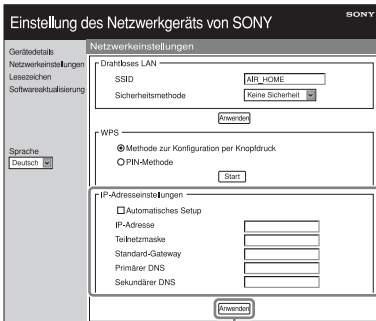 Einstellung des Netzwerkgeräts von SONY
SONY
Gerätedetails
Netzwerkeinstellungen
Lesezeichen
Softwareaktualisierung
Sprache
Deutsch
Netzwerkeinstellungen
Drahtloses LAN
SSID
AIR_HOME
Sicherheitsmethode
Keine Sicherheit
Anwenden
WPS
Methode zur Konfiguration per Knopfdruck
PIN-Methode
Start
IP-Adresseinstellungen
Automatisches Setup
IP-Adresse
Teilnetzmaske
Standard-Gateway
Primärer DNS
Sekundärer DNS
Anwenden